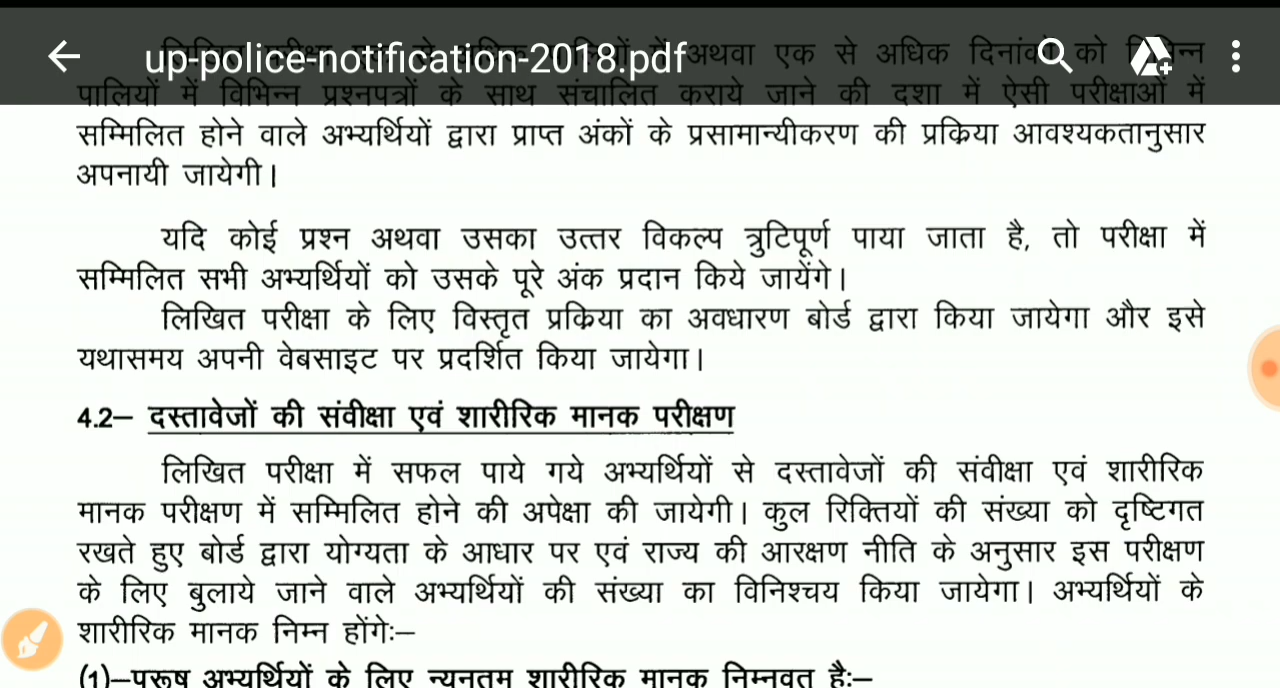 up-police-notification-2018.pdf
अथवा एक से अधिक दिनांकों को विभिन्न
पालियों में विभिन्न प्रश्नपत्रों के साथ संचालित कराये जाने की दशा में ऐसी परीक्षाओं में
सम्मिलित होने वाले अभ्यर्थियों द्वारा प्राप्त अंकों के प्रसामान्यीकरण की प्रक्रिया आवश्यकतानुसार
अपनायी जायेगी।
यदि कोई प्रश्न अथवा उसका उत्तर विकल्प त्रुटिपूर्ण पाया जाता है, तो परीक्षा में
सम्मिलित सभी अभ्यर्थियों को उसके पूरे अंक प्रदान किये जायेंगे।
लिखित परीक्षा के लिए विस्तृत प्रक्रिया का अवधारण बोर्ड द्वारा किया जायेगा और इसे
यथासमय अपनी वेबसाइट पर प्रदर्शित किया जायेगा।
4.2– दस्तावेजों की संवीक्षा एवं शारीरिक मानक परीक्षण
लिखित परीक्षा में सफल पाये गये अभ्यर्थियों से दस्तावेजों की संवीक्षा एवं शारीरिक
मानक परीक्षण में सम्मिलित होने की अपेक्षा की जायेगी। कुल रिक्तियों की संख्या को दृष्टिगत
रखते हुए बोर्ड द्वारा योग्यता के आधार पर एवं राज्य की आरक्षण नीति के अनुसार इस परीक्षण
के लिए बुलाये जाने वाले अभ्यर्थियों की संख्या का विनिश्चय किया जायेगा। अभ्यर्थियों के
शारीरिक मानक निम्न होंगेः–
(1)–पुरूष अभ्यर्थियों के लिए न्यूनतम शारीरिक मानक निम्नवत हैः–